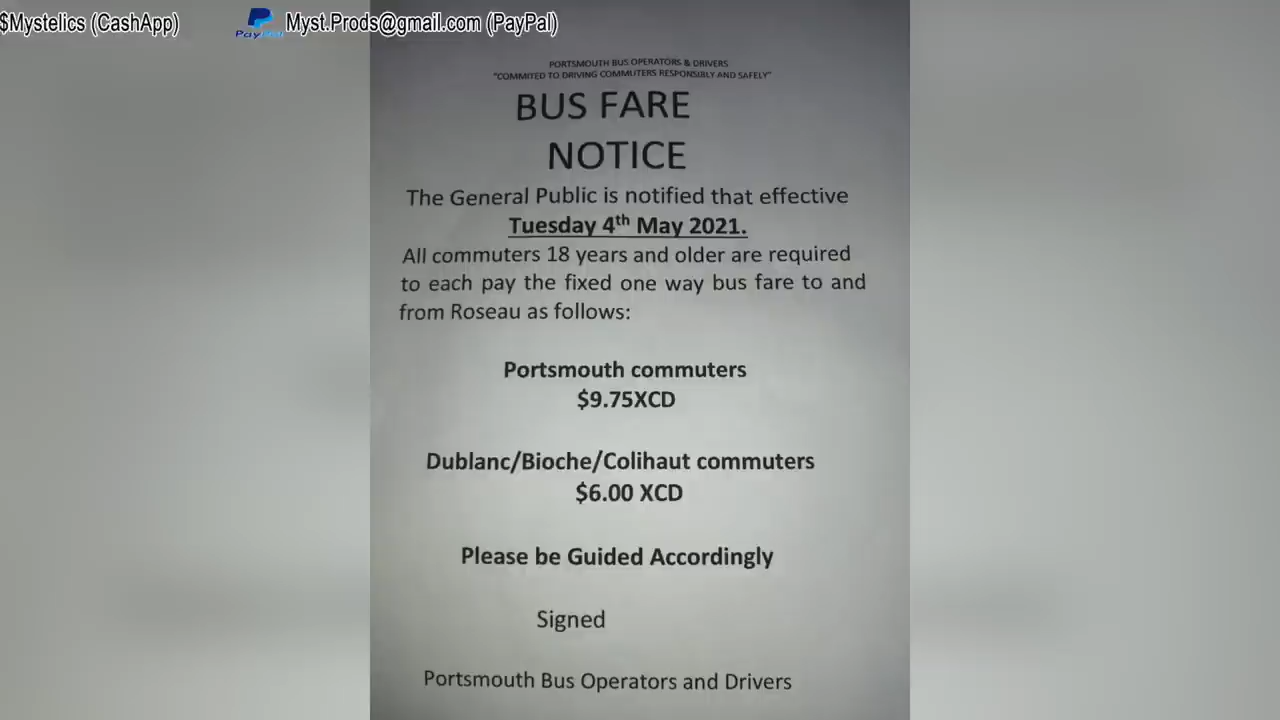 $Mystelics (CashApp) PayPal Myst.Prods@gmail.com (PayPal)
PORTSMOUTH BUS OPERATORS & DRIVERS
"COMMITED TO DRIVING COMMUTERS RESPONSIBLY AND SAFELY"
BUS FARE
NOTICE
The General Public is notified that effective
Tuesday 4th May 2021.
All commuters 18 years and older are required
to each pay the fixed one way bus fare to and
from Roseau as follows:
Portsmouth commuters
$9.75XCD
Dublanc/Bioche/Colihaut commuters
$6.00 XCD
Please be Guided Accordingly
Signed
Portsmouth Bus Operators and Drivers